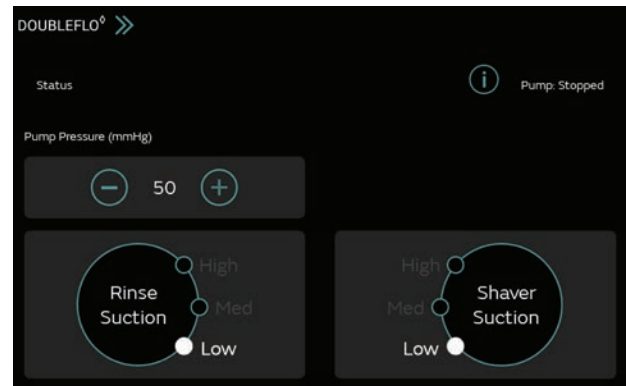 DOUBLEFLO◊
Status
i Pump: Stopped
Pump Pressure (mmHg)
− 50 +
High
Rinse Suction
Med
Low
High
Shaver Suction
Med
Low